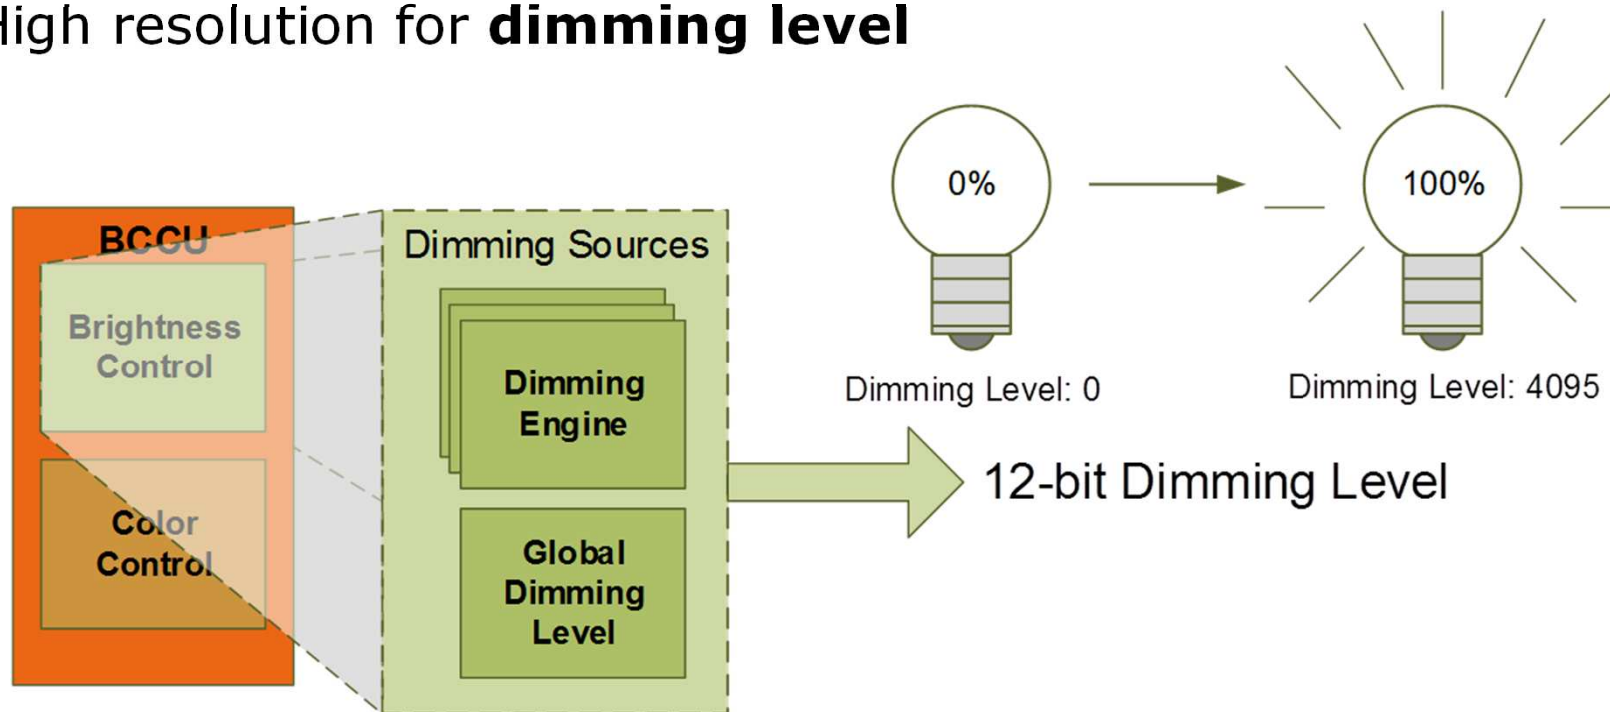 High resolution for dimming level
BCCU
Brightness
Control
Color
Control
Dimming Sources
Dimming
Engine
Global
Dimming
Level
0%
100%
Dimming Level: 0
Dimming Level: 4095
12-bit Dimming Level